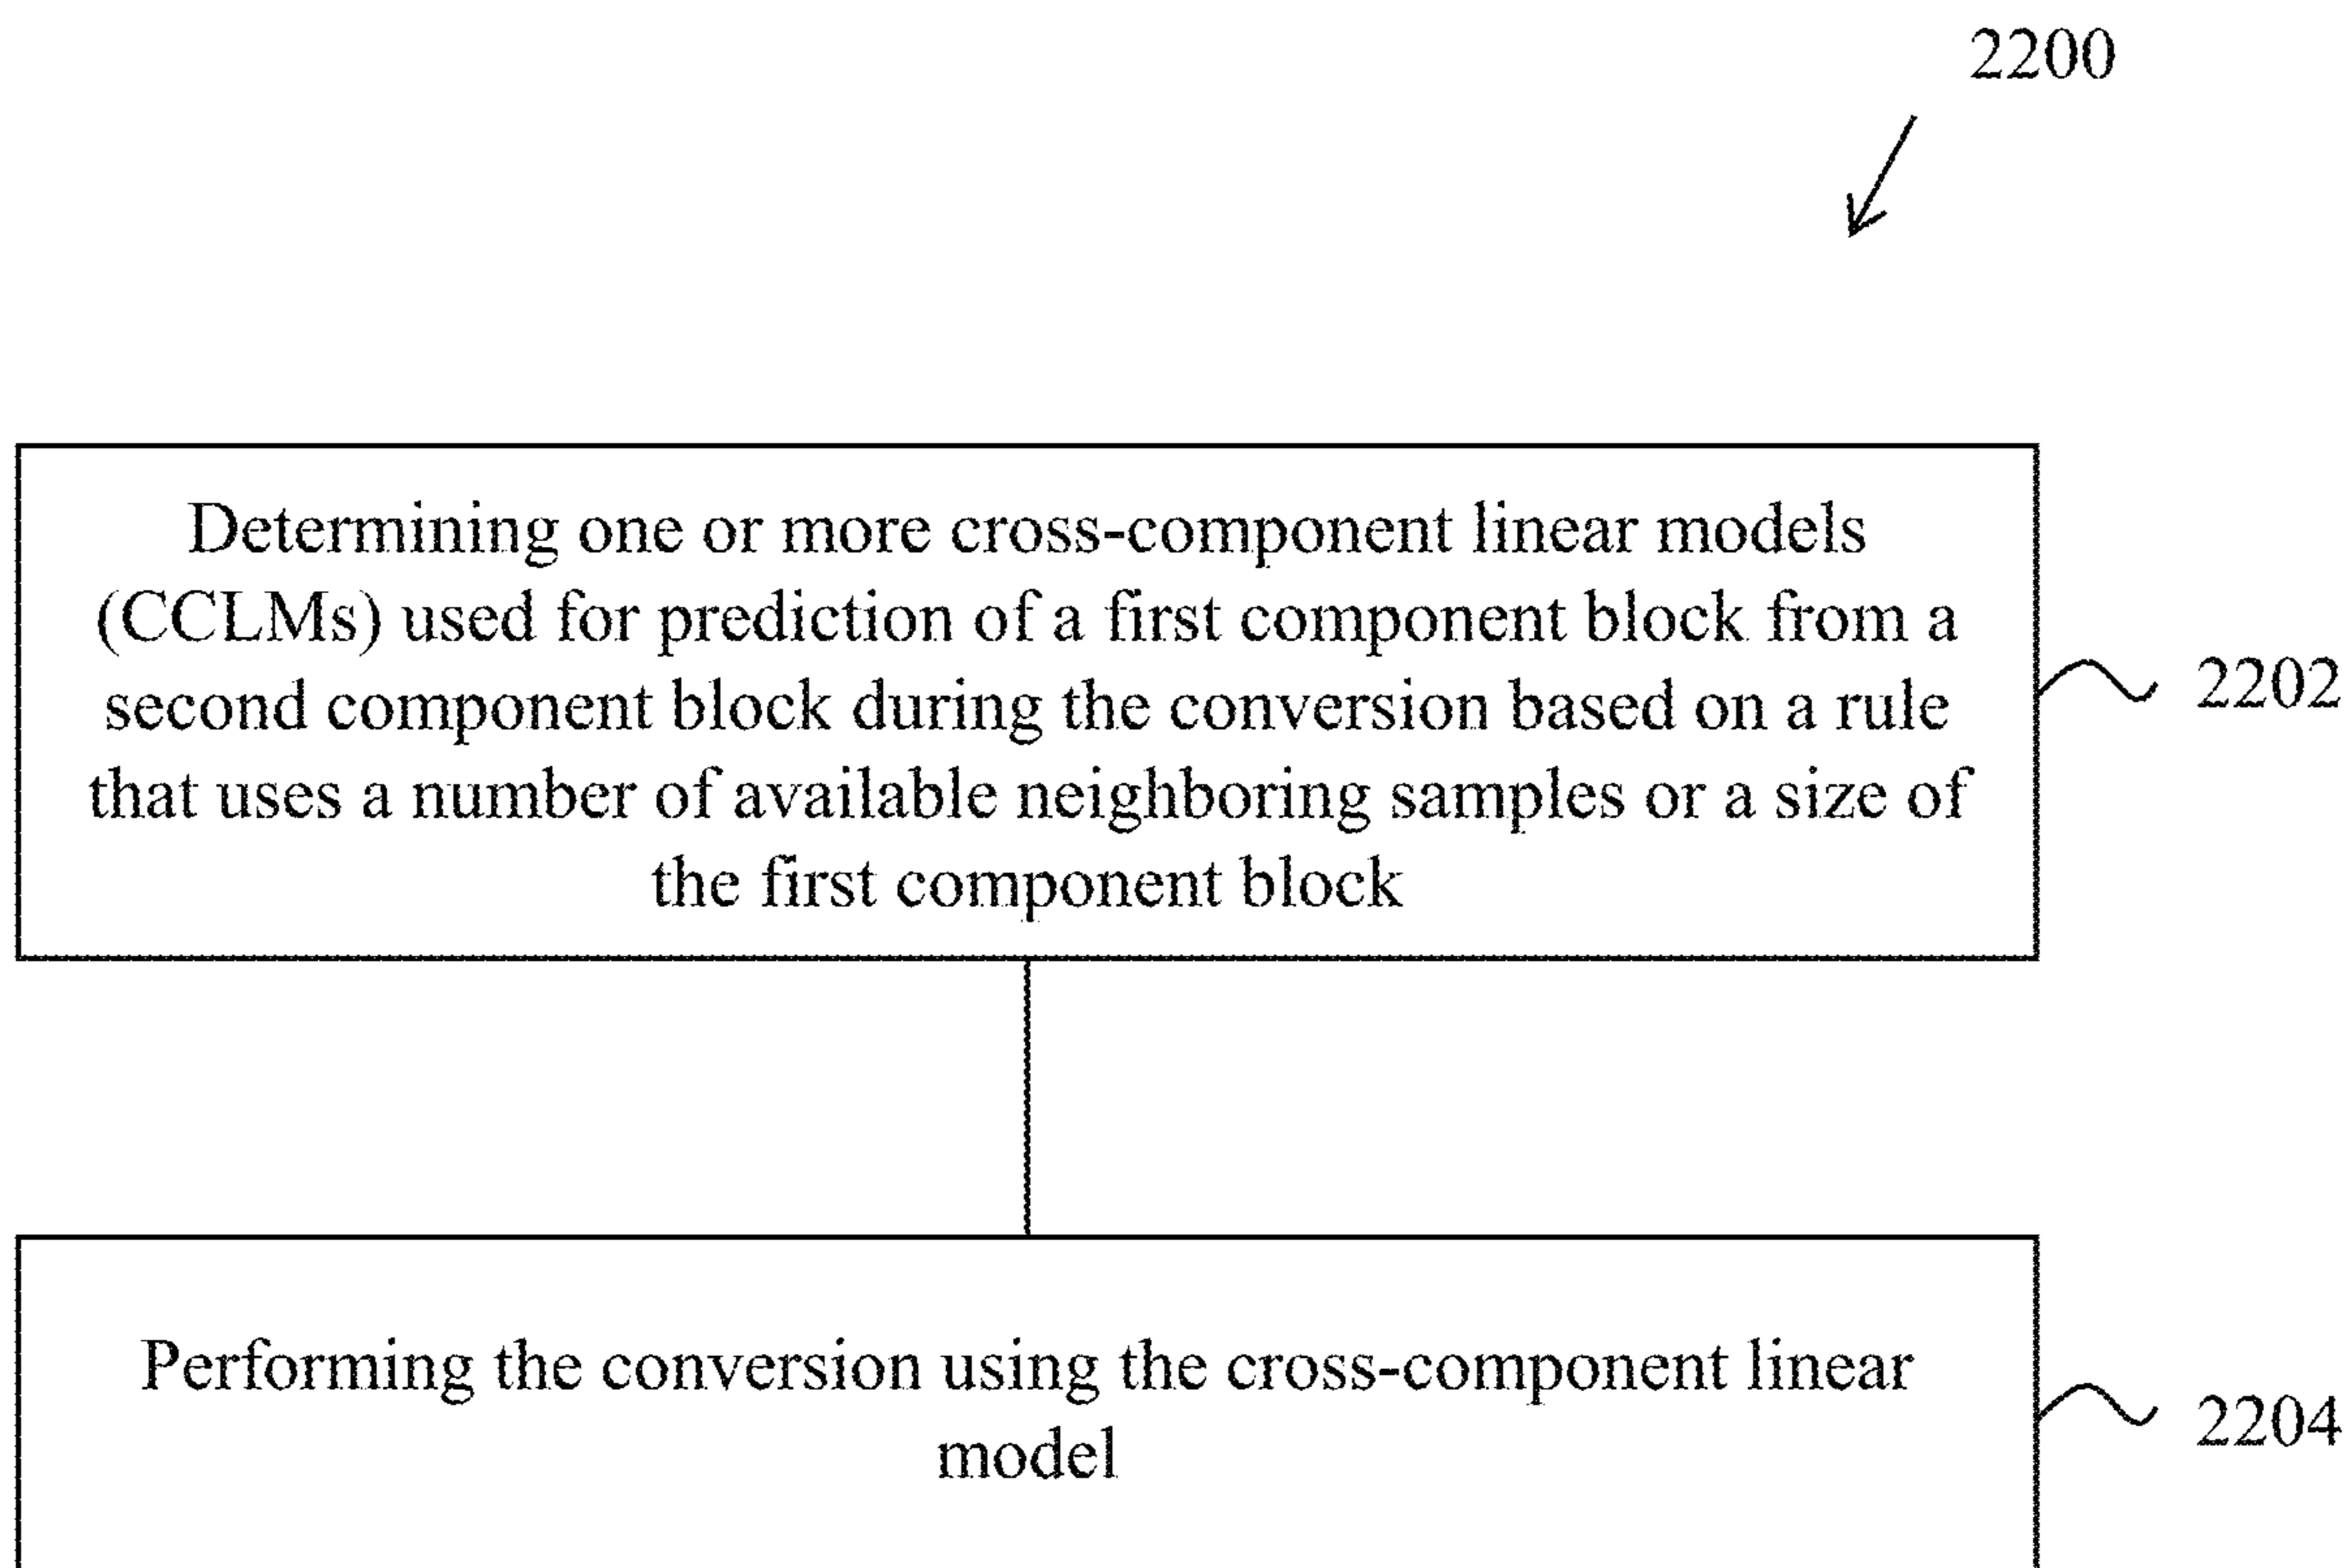 2200
Determining one or more cross-component linear models
(CCLMs) used for prediction of a first component block from a
second component block during the conversion based on a rule
that uses a number of available neighboring samples or a size of
the first component block
2202
Performing the conversion using the cross-component linear
model
2204